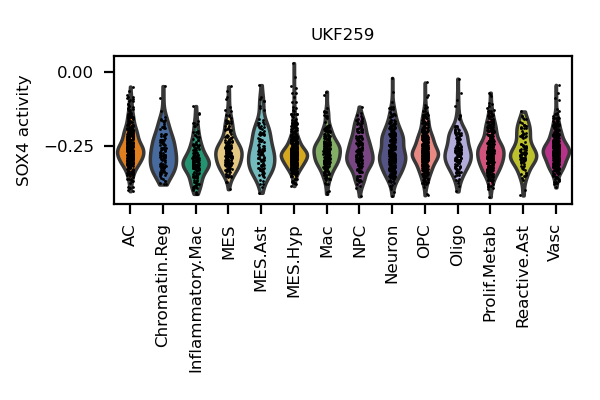 UKF259
SOX4 activity
0.00
−0.25
AC
Chromatin.Reg
Inflammatory.Mac
MES
MES.Ast
MES.Hyp
Mac
NPC
Neuron
OPC
Oligo
Prolif.Metab
Reactive.Ast
Vasc